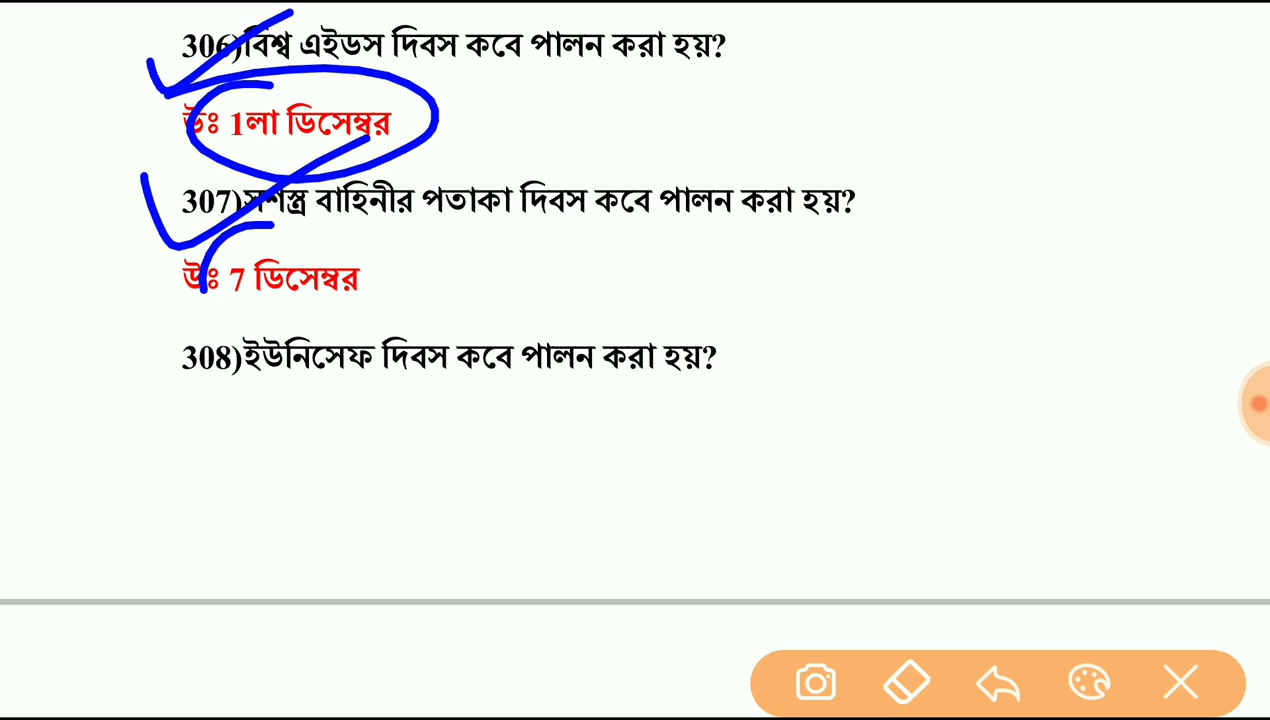 306)বিশ্ব এইডস দিবস কবে পালন করা হয়?
উঃ 1লা ডিসেম্বর
307)সশস্ত্র বাহিনীর পতাকা দিবস কবে পালন করা হয়?
উঃ 7 ডিসেম্বর
308)ইউনিসেফ দিবস কবে পালন করা হয়?